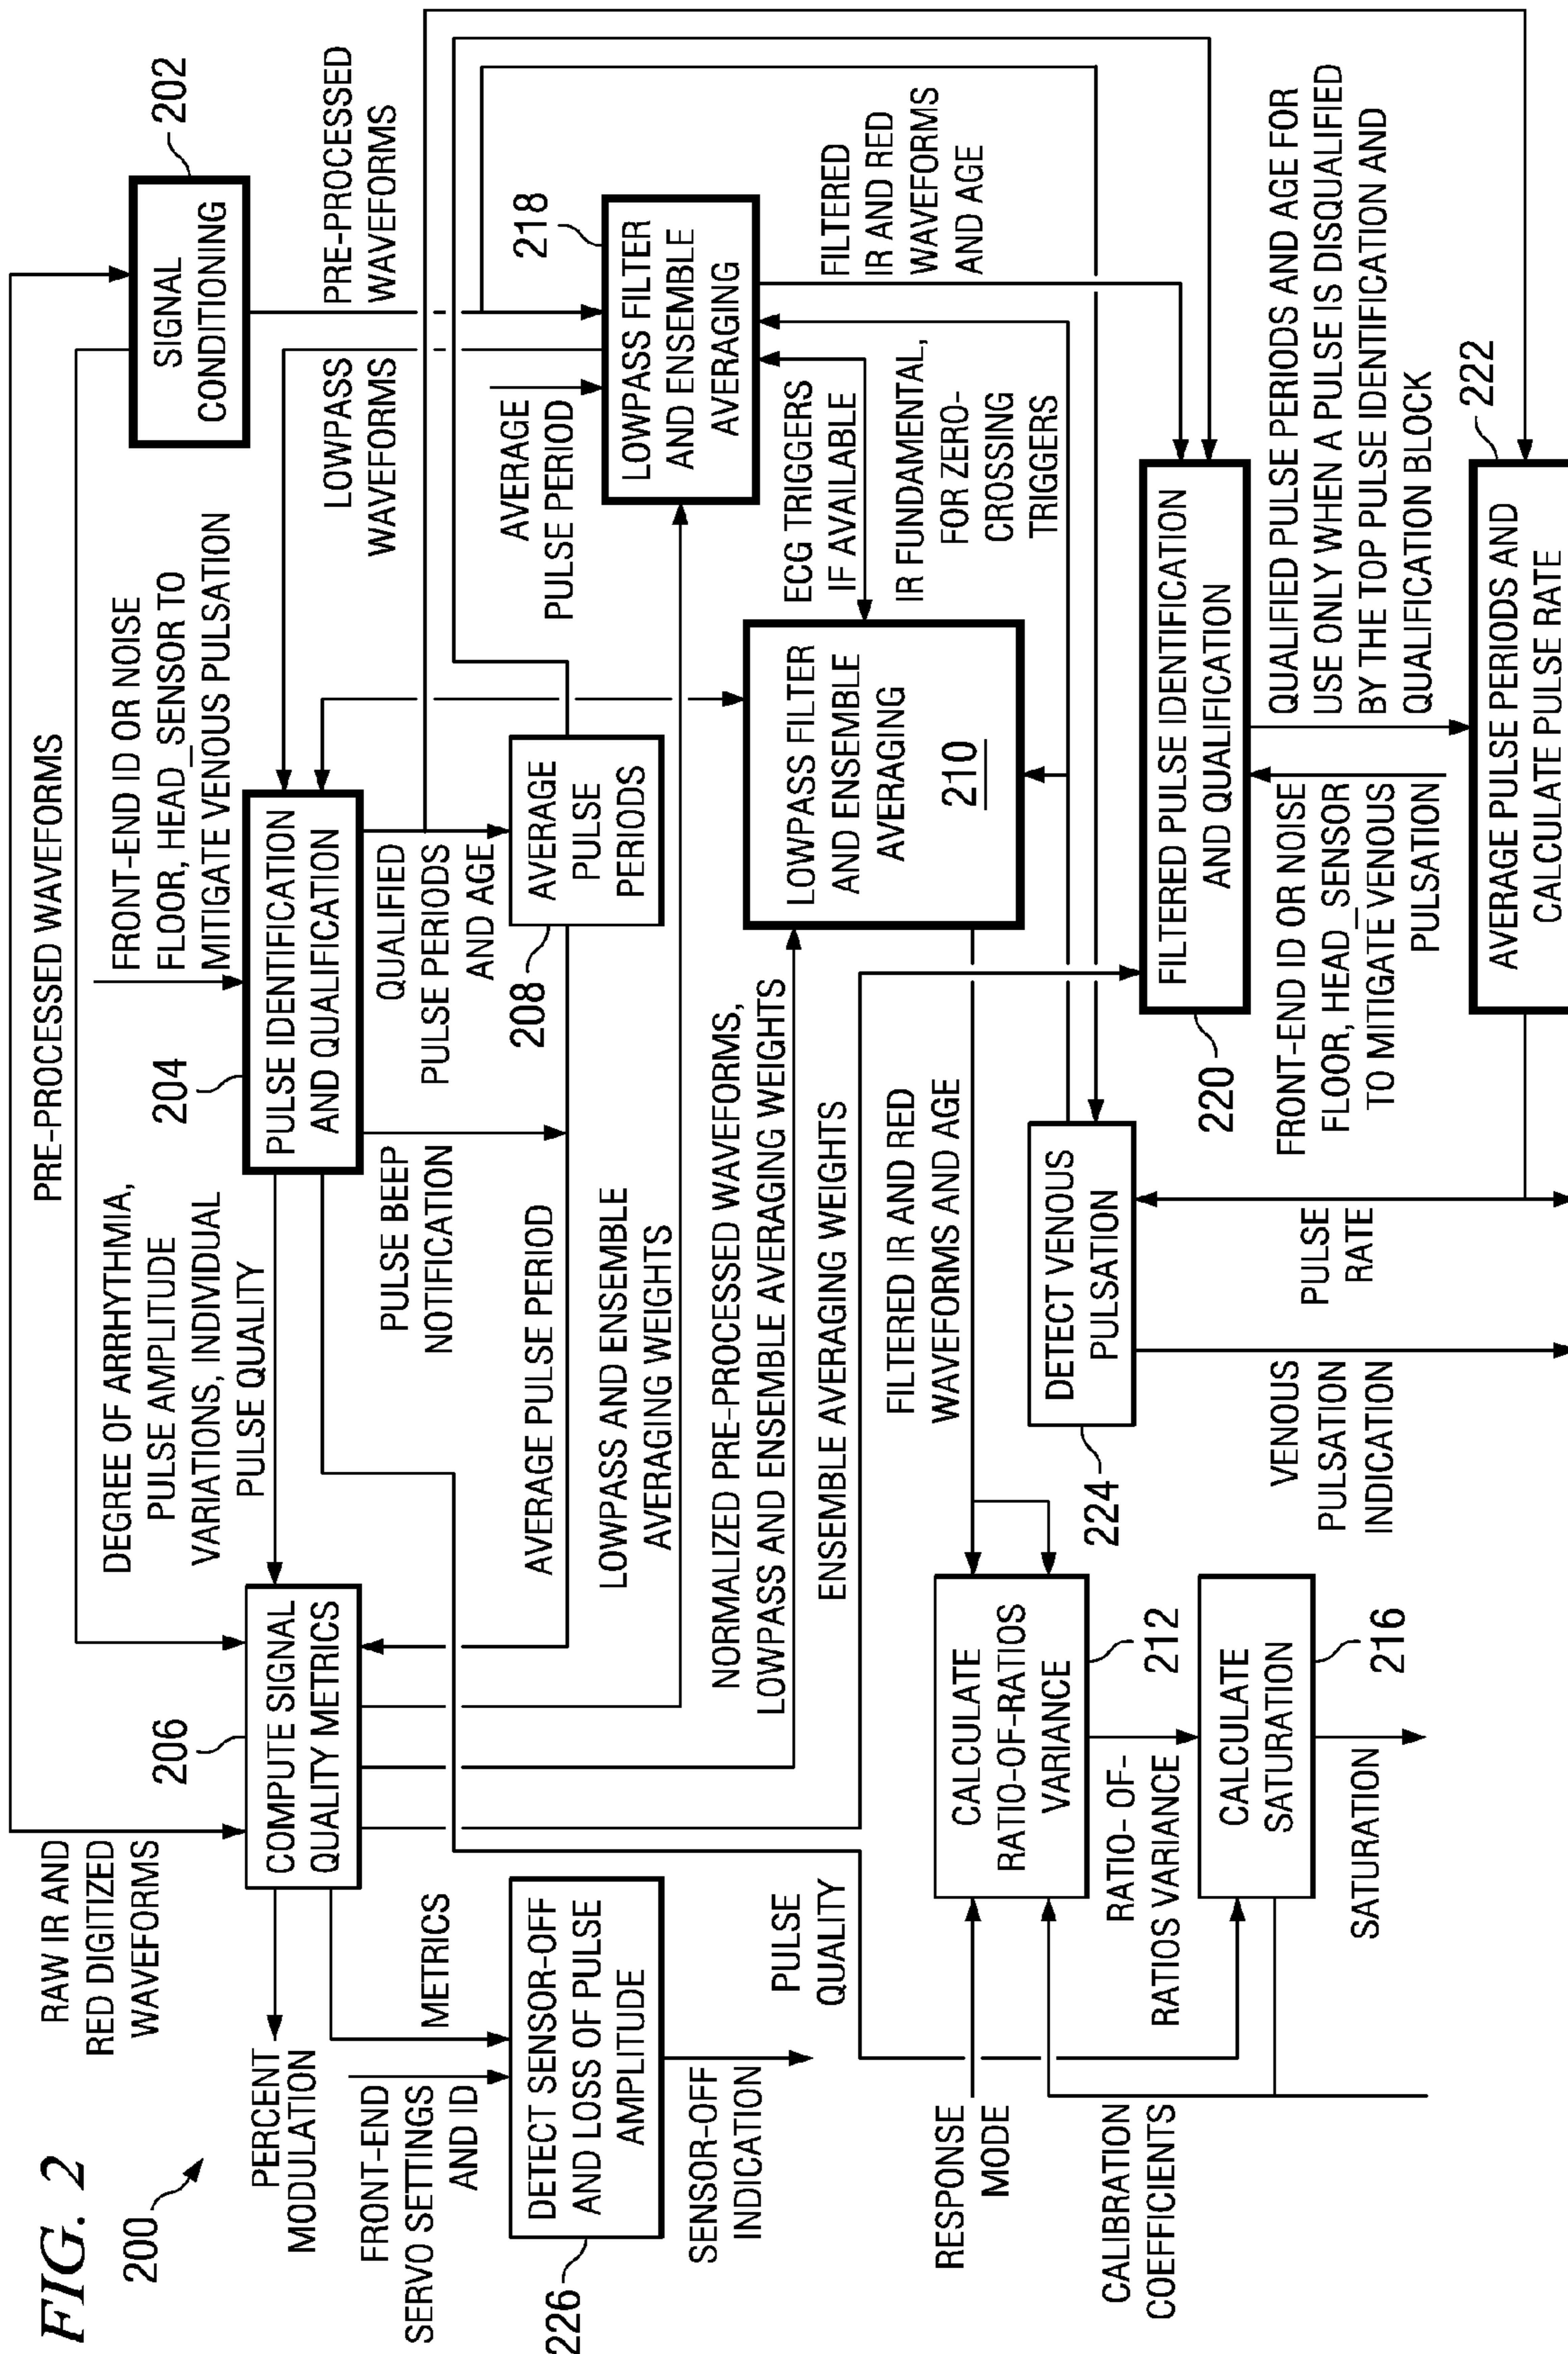 FIG. 2
200
RAW IR AND
RED DIGITIZED
WAVEFORMS
PRE-PROCESSED WAVEFORMS
202
SIGNAL
CONDITIONING
PRE-PROCESSED
WAVEFORMS
DEGREE OF ARRHYTHMIA,
PULSE AMPLITUDE
VARIATIONS, INDIVIDUAL
PULSE QUALITY
FRONT-END ID OR NOISE
FLOOR, HEAD_SENSOR TO
MITIGATE VENOUS PULSATION
204
PULSE IDENTIFICATION
AND QUALIFICATION
206
COMPUTE SIGNAL
QUALITY METRICS
PERCENT
MODULATION
LOWPASS
WAVEFORMS
FRONT-END
SERVO SETTINGS
AND ID
METRICS
PULSE BEEP
NOTIFICATION
QUALIFIED
PULSE PERIODS
AND AGE
AVERAGE
PULSE PERIOD
218
LOWPASS FILTER
AND ENSEMBLE
AVERAGING
226
DETECT SENSOR-OFF
AND LOSS OF PULSE
AMPLITUDE
AVERAGE PULSE PERIOD
208
AVERAGE
PULSE
PERIODS
LOWPASS AND ENSEMBLE
AVERAGING WEIGHTS
SENSOR-OFF
INDICATION
PULSE
QUALITY
NORMALIZED PRE-PROCESSED WAVEFORMS,
LOWPASS AND ENSEMBLE AVERAGING WEIGHTS
ENSEMBLE AVERAGING WEIGHTS
LOWPASS FILTER
AND ENSEMBLE
AVERAGING
210
ECG TRIGGERS
IF AVAILABLE
FILTERED
IR AND RED
WAVEFORMS
AND AGE
IR FUNDAMENTAL,
FOR ZERO-
CROSSING
TRIGGERS
FILTERED IR AND RED
WAVEFORMS AND AGE
RESPONSE
MODE
CALCULATE
RATIO-OF-RATIOS
VARIANCE
212
CALIBRATION
COEFFICIENTS
RATIO- OF-
RATIOS VARIANCE
224
DETECT VENOUS
PULSATION
220
FILTERED PULSE IDENTIFICATION
AND QUALIFICATION
CALCULATE
SATURATION
216
SATURATION
VENOUS
PULSATION
INDICATION
PULSE
RATE
FRONT-END ID OR NOISE
FLOOR, HEAD_SENSOR
TO MITIGATE VENOUS
PULSATION
QUALIFIED PULSE PERIODS AND AGE FOR
USE ONLY WHEN A PULSE IS DISQUALIFIED
BY THE TOP PULSE IDENTIFICATION AND
QUALIFICATION BLOCK
222
AVERAGE PULSE PERIODS AND
CALCULATE PULSE RATE